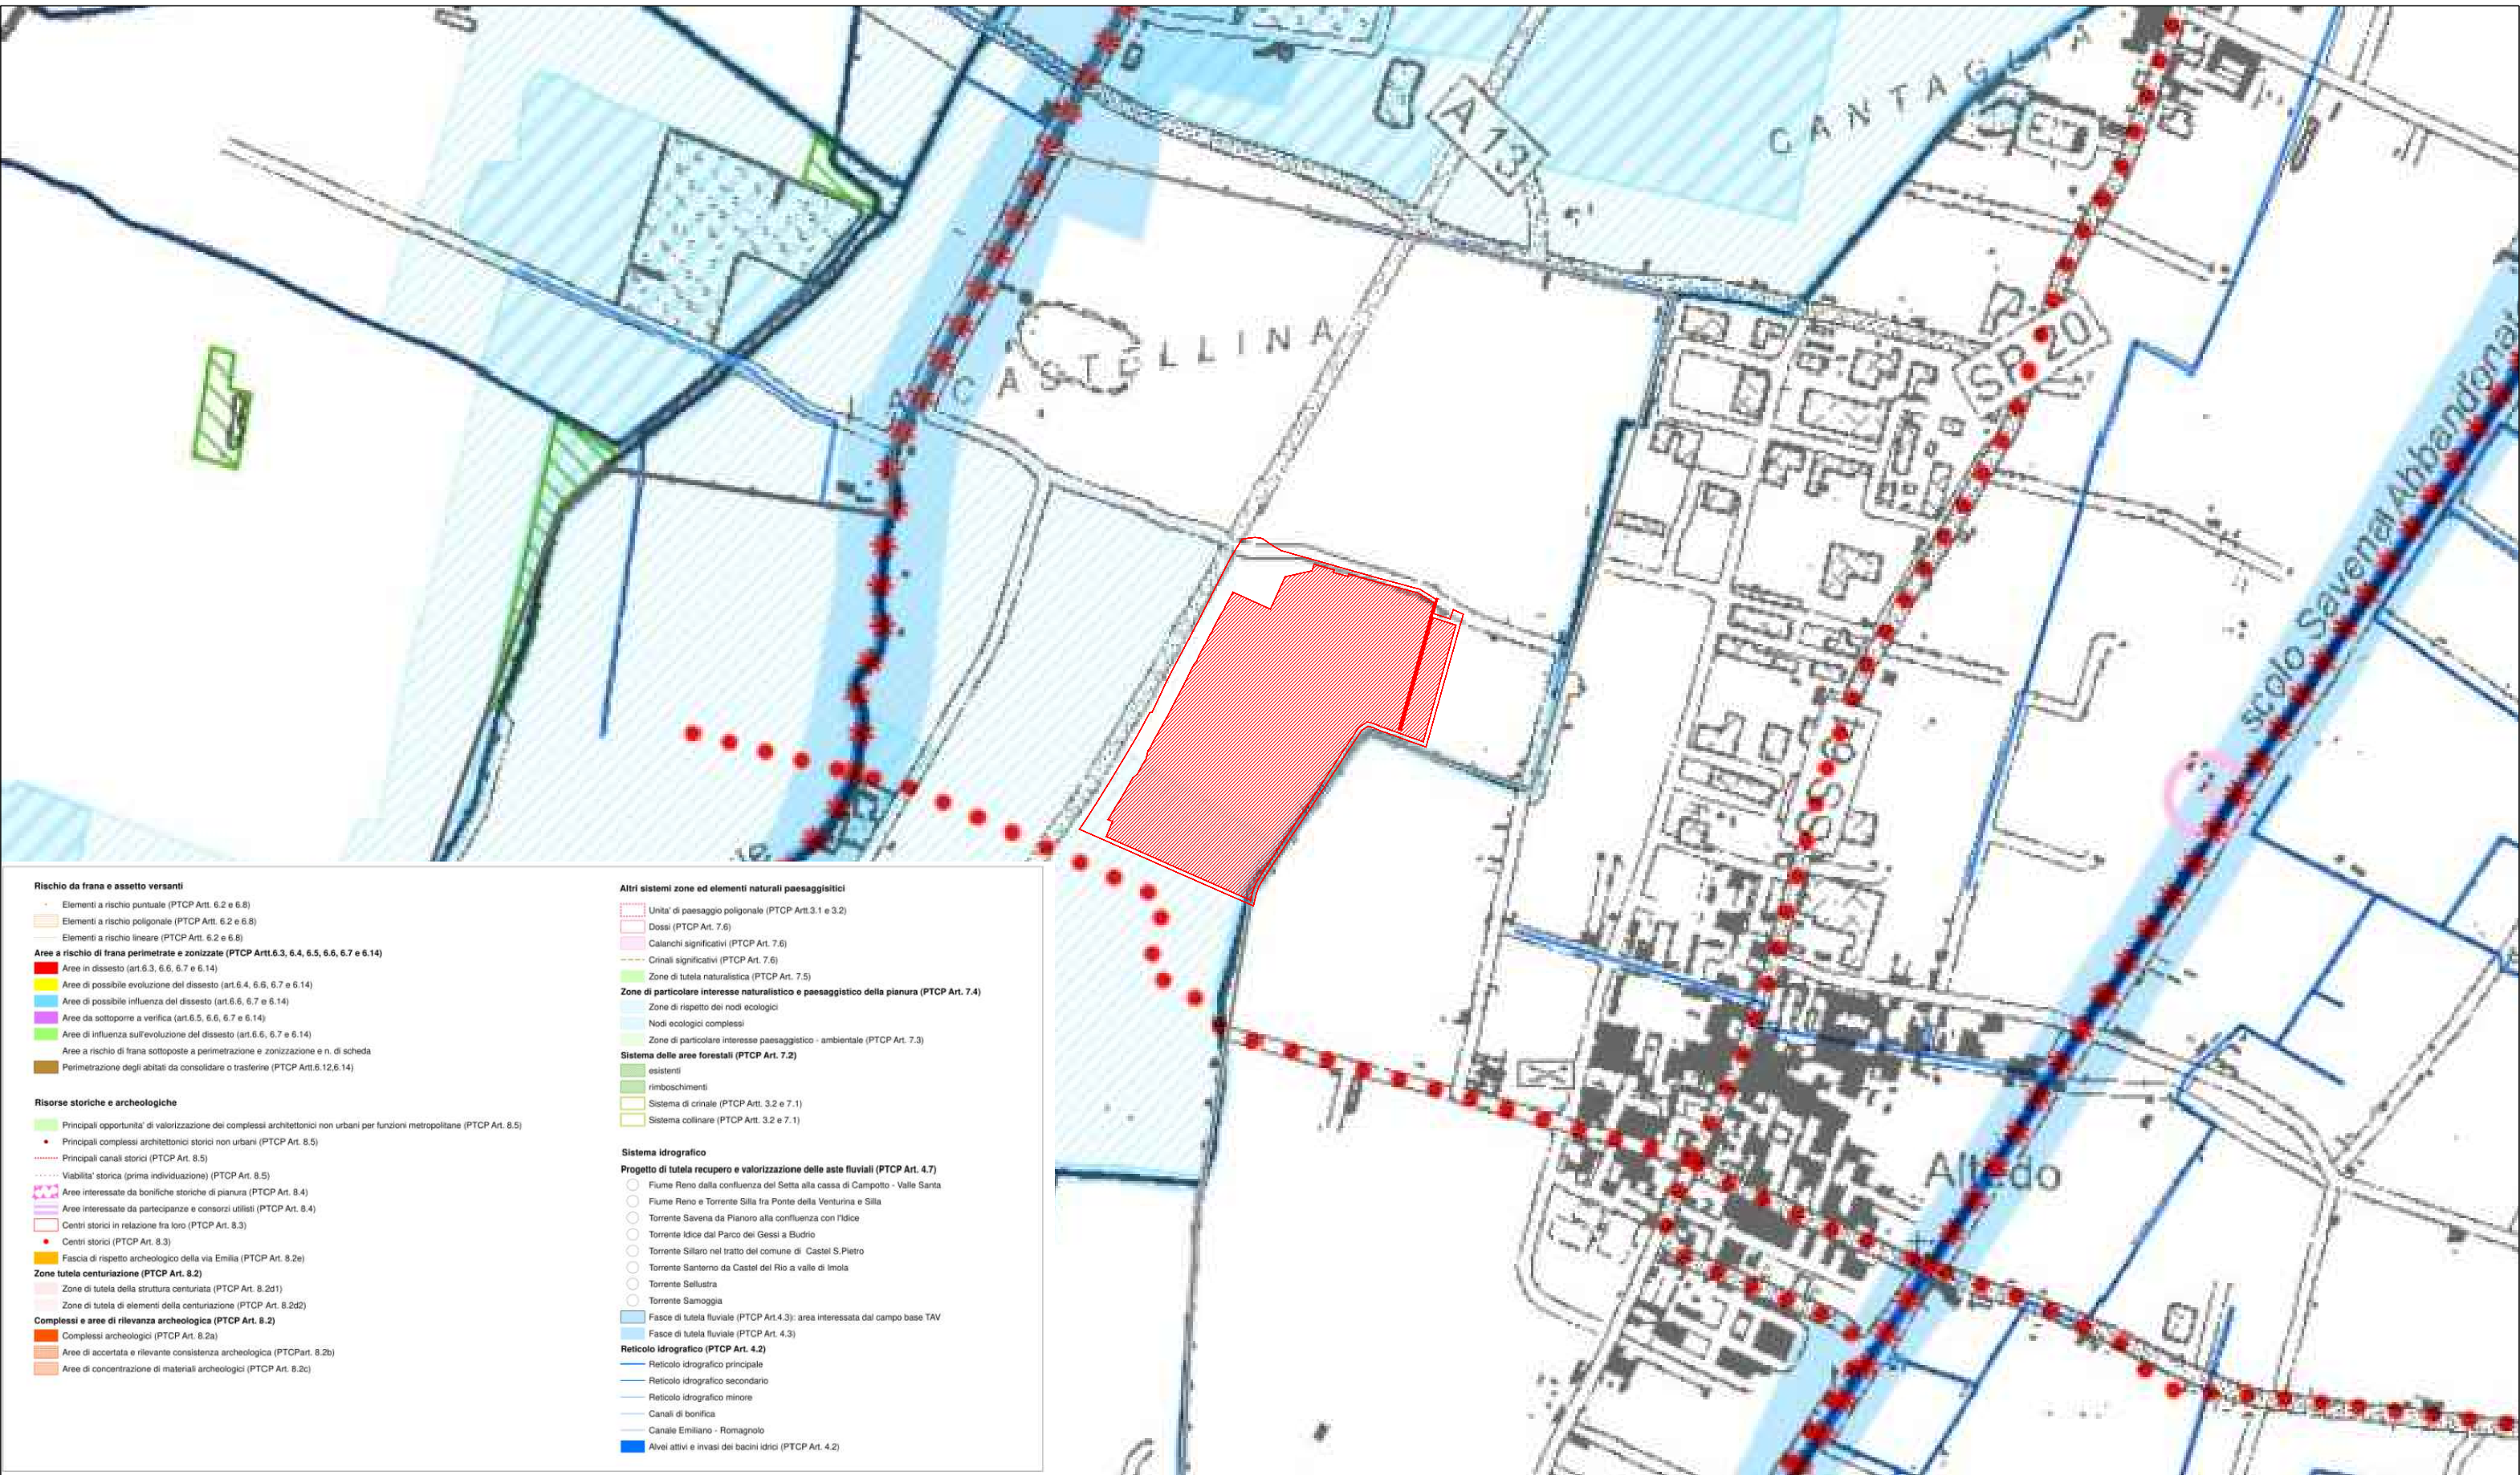 CANTAGLIA
A 13
CASTELLINA
SP 20
scolo Savena Abbandonat
SS 64
le
Altedo
Rischio da frana e assetto versanti
Elementi a rischio puntuale (PTCP Artt. 6.2 e 6.8)
Elementi a rischio poligonale (PTCP Artt. 6.2 e 6.8)
Elementi a rischio lineare (PTCP Artt. 6.2 e 6.8)
Aree a rischio di frana perimetrate e zonizzate (PTCP Artt.6.3, 6.4, 6.5, 6.6, 6.7 e 6.14)
Aree in dissesto (art.6.3, 6.6, 6.7 e 6.14)
Aree di possibile evoluzione del dissesto (art.6.4, 6.6, 6.7 e 6.14)
Aree di possibile influenza del dissesto (art.6.6, 6.7 e 6.14)
Aree da sottoporre a verifica (art.6.5, 6.6, 6.7 e 6.14)
Aree di influenza sull'evoluzione del dissesto (art.6.6, 6.7 e 6.14)
Aree a rischio di frana sottoposte a perimetrazione e zonizzazione e n. di scheda
Perimetrazione degli abitati da consolidare o trasferire (PTCP Artt.6.12,6.14)
Risorse storiche e archeologiche
Principali opportunita' di valorizzazione dei complessi architettonici non urbani per funzioni metropolitane (PTCP Art. 8.5)
Principali complessi architettonici storici non urbani (PTCP Art. 8.5)
Principali canali storici (PTCP Art. 8.5)
Viabilita' storica (prima individuazione) (PTCP Art. 8.5)
Aree interessate da bonifiche storiche di pianura (PTCP Art. 8.4)
Aree interessate da partecipanze e consorzi utilisti (PTCP Art. 8.4)
Centri storici in relazione fra loro (PTCP Art. 8.3)
Centri storici (PTCP Art. 8.3)
Fascia di rispetto archeologico della via Emilia (PTCP Art. 8.2e)
Zone tutela centuriazione (PTCP Art. 8.2)
Zone di tutela della struttura centuriata (PTCP Art. 8.2d1)
Zone di tutela di elementi della centuriazione (PTCP Art. 8.2d2)
Complessi e aree di rilevanza archeologica (PTCP Art. 8.2)
Complessi archeologici (PTCP Art. 8.2a)
Aree di accertata e rilevante consistenza archeologica (PTCPart. 8.2b)
Aree di concentrazione di materiali archeologici (PTCP Art. 8.2c)
Altri sistemi zone ed elementi naturali paesaggisitici
Unita' di paesaggio poligonale (PTCP Artt.3.1 e 3.2)
Dossi (PTCP Art. 7.6)
Calanchi significativi (PTCP Art. 7.6)
Crinali significativi (PTCP Art. 7.6)
Zone di tutela naturalistica (PTCP Art. 7.5)
Zone di particolare interesse naturalistico e paesaggistico della pianura (PTCP Art. 7.4)
Zone di rispetto dei nodi ecologici
Nodi ecologici complessi
Zone di particolare interesse paesaggistico - ambientale (PTCP Art. 7.3)
Sistema delle aree forestali (PTCP Art. 7.2)
esistenti
rimboschimenti
Sistema di crinale (PTCP Artt. 3.2 e 7.1)
Sistema collinare (PTCP Artt. 3.2 e 7.1)
Sistema idrografico
Progetto di tutela recupero e valorizzazione delle aste fluviali (PTCP Art. 4.7)
Fiume Reno dalla confluenza del Setta alla cassa di Campotto - Valle Santa
Fiume Reno e Torrente Silla fra Ponte della Venturina e Silla
Torrente Savena da Pianoro alla confluenza con l'Idice
Torrente Idice dal Parco dei Gessi a Budrio
Torrente Sillaro nel tratto del comune di Castel S.Pietro
Torrente Santerno da Castel del Rio a valle di Imola
Torrente Sellustra
Torrente Samoggia
Fasce di tutela fluviale (PTCP Art.4.3): area interessata dal campo base TAV
Fasce di tutela fluviale (PTCP Art. 4.3)
Reticolo idrografico (PTCP Art. 4.2)
Reticolo idrografico principale
Reticolo idrografico secondario
Reticolo idrografico minore
Canali di bonifica
Canale Emiliano - Romagnolo
Alvei attivi e invasi dei bacini idrici (PTCP Art. 4.2)